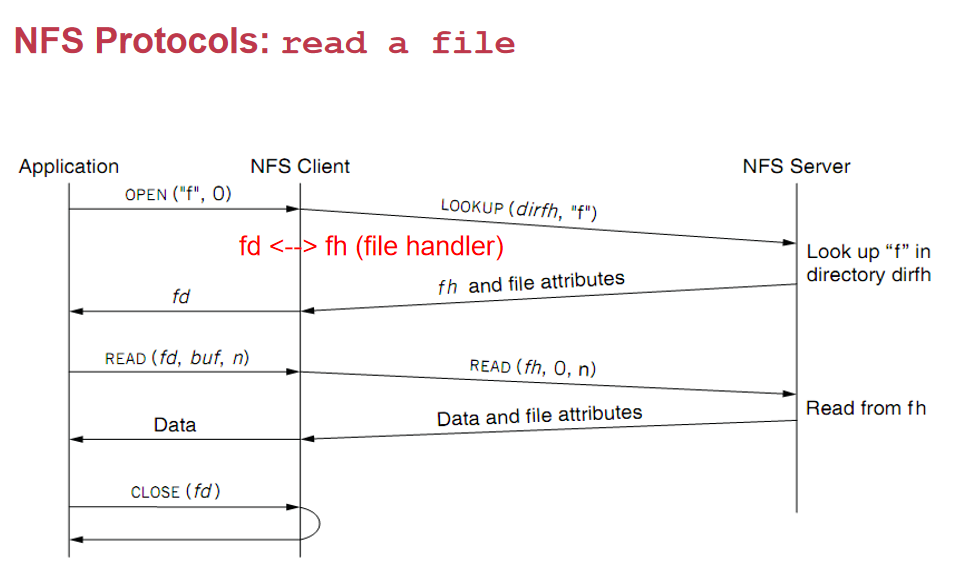 NFS Protocols: read a file
Application
NFS Client
NFS Server
OPEN ("f", 0)
LOOKUP (dirfh, "f")
fd <--> fh (file handler)
Look up “f” in
directory dirfh
fh and file attributes
fd
READ (fd, buf, n)
READ (fh, 0, n)
Read from fh
Data and file attributes
Data
CLOSE (fd)